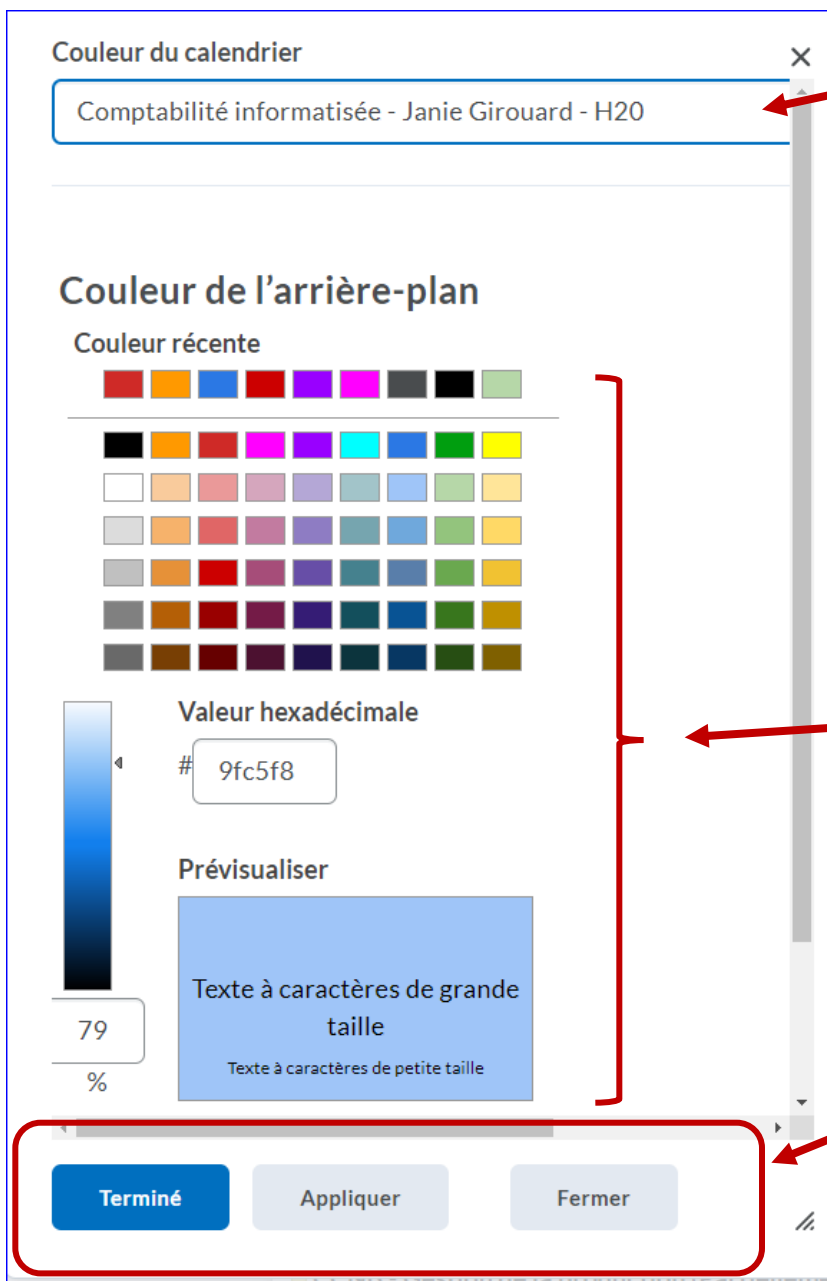 Couleur du calendrier
Comptabilité informatisée - Janie Girouard - H20
Couleur de l’arrière-plan
Couleur récente
Valeur hexadécimale
# 9fc5f8
Prévisualiser
Texte à caractères de grande
taille
Texte à caractères de petite taille
79
%
Terminé Appliquer Fermer